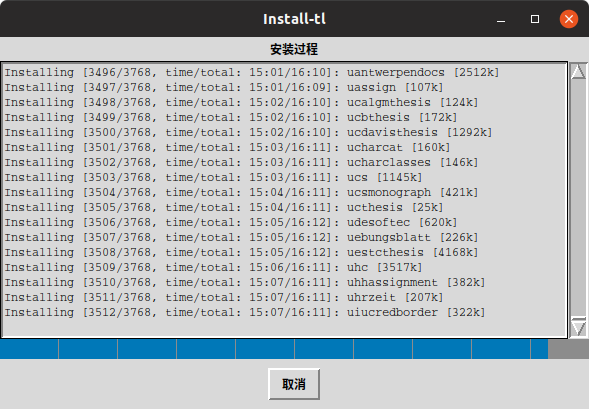 Install-tl
安装过程
Installing [3496/3768, time/total: 15:01/16:10]: uantwerpendocs [2512k]
Installing [3497/3768, time/total: 15:01/16:09]: uassign [107k]
Installing [3498/3768, time/total: 15:02/16:10]: ucalgmthesis [124k]
Installing [3499/3768, time/total: 15:02/16:10]: ucbthesis [172k]
Installing [3500/3768, time/total: 15:02/16:10]: ucdavisthesis [1292k]
Installing [3501/3768, time/total: 15:03/16:11]: ucharcat [160k]
Installing [3502/3768, time/total: 15:03/16:11]: ucharclasses [146k]
Installing [3503/3768, time/total: 15:03/16:11]: ucs [1145k]
Installing [3504/3768, time/total: 15:04/16:11]: ucsmonograph [421k]
Installing [3505/3768, time/total: 15:04/16:11]: ucthesis [25k]
Installing [3506/3768, time/total: 15:05/16:12]: udesoftec [620k]
Installing [3507/3768, time/total: 15:05/16:12]: uebungsblatt [226k]
Installing [3508/3768, time/total: 15:05/16:12]: uestcthesis [4168k]
Installing [3509/3768, time/total: 15:06/16:11]: uhc [3517k]
Installing [3510/3768, time/total: 15:07/16:11]: uhhassignment [382k]
Installing [3511/3768, time/total: 15:07/16:11]: uhrzeit [207k]
Installing [3512/3768, time/total: 15:07/16:11]: uiucredborder [322k]
取消